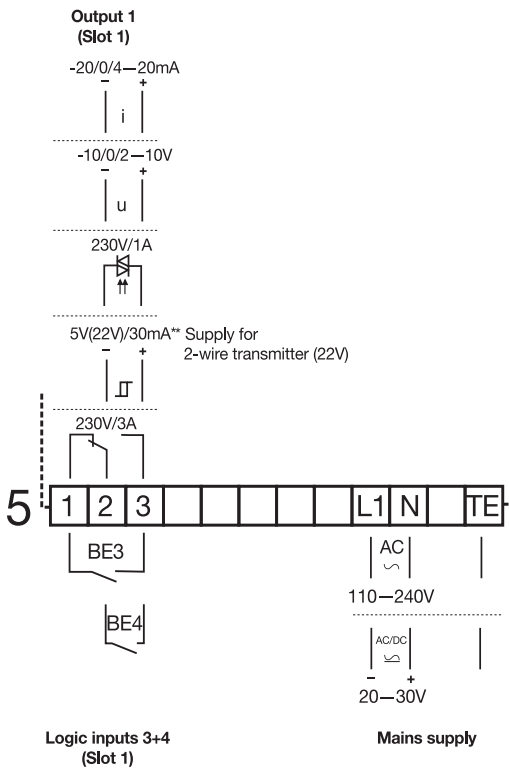 Output 1
(Slot 1)
-20/0/4—20mA
− +
i
-10/0/2—10V
− +
u
230V/1A
5V(22V)/30mA** Supply for
2-wire transmitter (22V)
− +
230V/3A
5 1 2 3 L1 N TE
BE3
AC
110—240V
BE4
AC/DC
− +
20—30V
Logic inputs 3+4
(Slot 1)
Mains supply